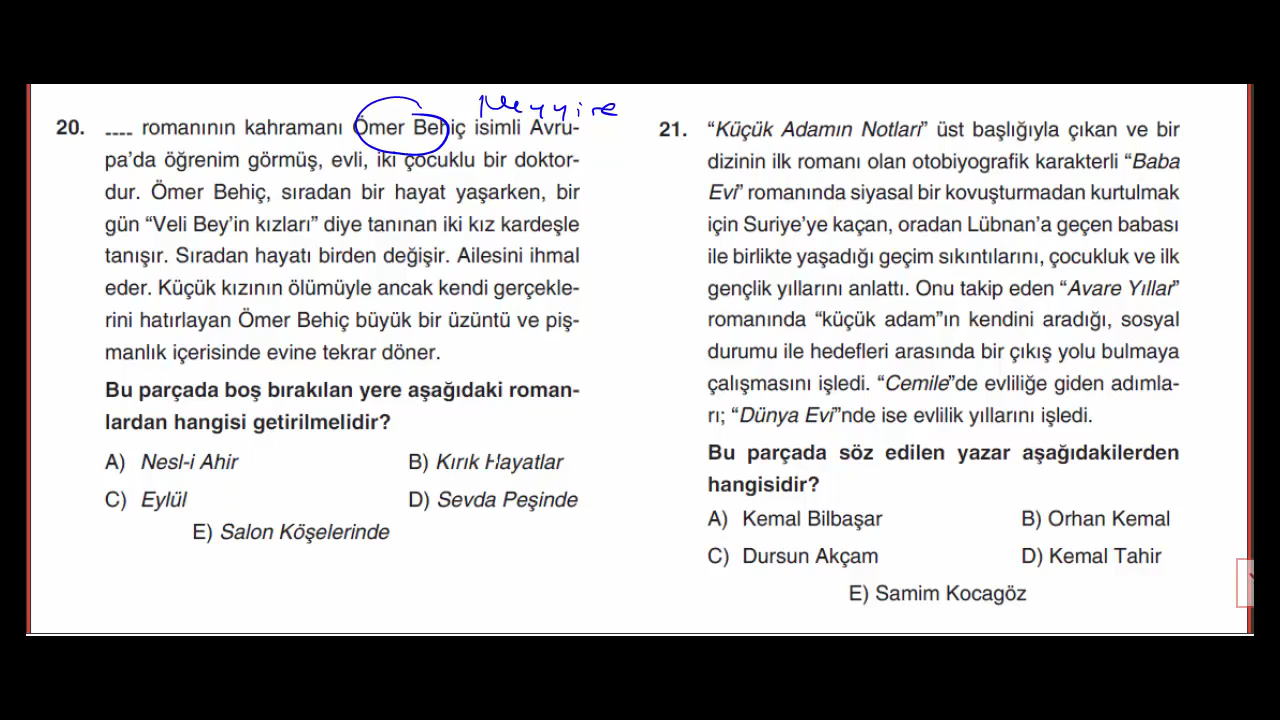 Neyyire
20. ---- romanının kahramanı Ömer Behiç isimli Avru-
pa’da öğrenim görmüş, evli, iki çocuklu bir doktor-
dur. Ömer Behiç, sıradan bir hayat yaşarken, bir
gün “Veli Bey’in kızları” diye tanınan iki kız kardeşle
tanışır. Sıradan hayatı birden değişir. Ailesini ihmal
eder. Küçük kızının ölümüyle ancak kendi gerçekle-
rini hatırlayan Ömer Behiç büyük bir üzüntü ve piş-
manlık içerisinde evine tekrar döner.
Bu parçada boş bırakılan yere aşağıdaki roman-
lardan hangisi getirilmelidir?
A) Nesl-i Ahir B) Kırık Hayatlar
C) Eylül D) Sevda Peşinde
E) Salon Köşelerinde
21. “Küçük Adamın Notları” üst başlığıyla çıkan ve bir
dizinin ilk romanı olan otobiyografik karakterli “Baba
Evi” romanında siyasal bir kovuşturmadan kurtulmak
için Suriye’ye kaçan, oradan Lübnan’a geçen babası
ile birlikte yaşadığı geçim sıkıntılarını, çocukluk ve ilk
gençlik yıllarını anlattı. Onu takip eden “Avare Yıllar”
romanında “küçük adam”ın kendini aradığı, sosyal
durumu ile hedefleri arasında bir çıkış yolu bulmaya
çalışmasını işledi. “Cemile”de evliliğe giden adımla-
rı; “Dünya Evi”nde ise evlilik yıllarını işledi.
Bu parçada söz edilen yazar aşağıdakilerden
hangisidir?
A) Kemal Bilbaşar B) Orhan Kemal
C) Dursun Akçam D) Kemal Tahir
E) Samim Kocagöz